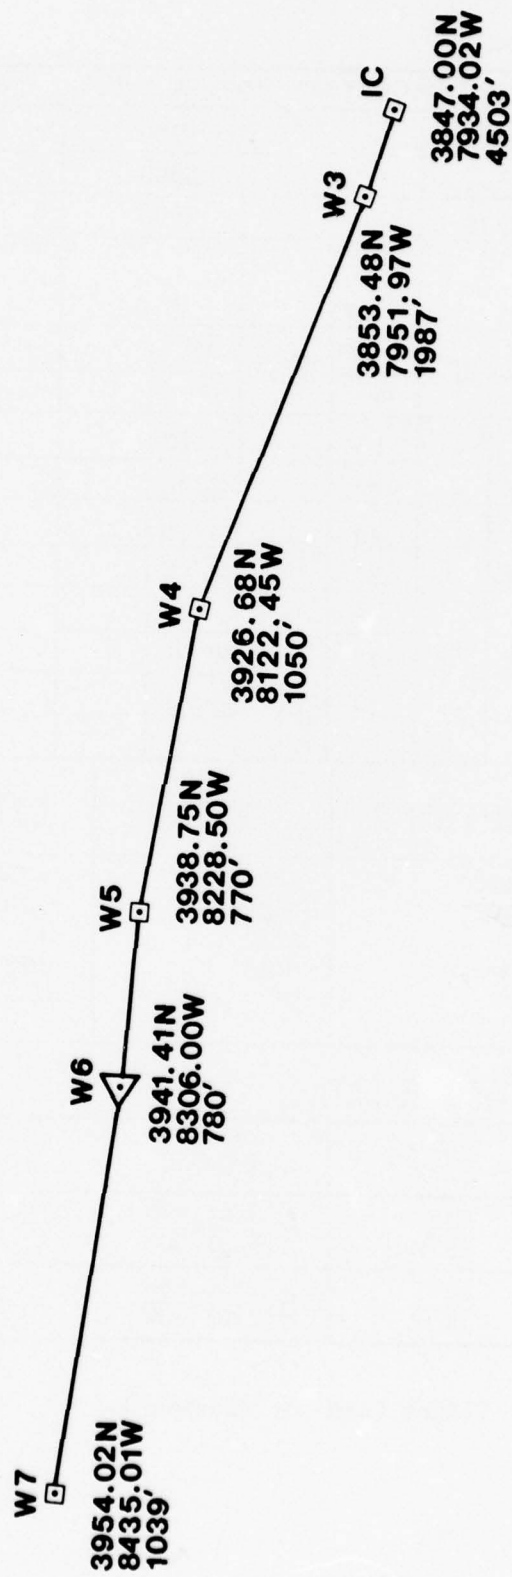 W7
3954.02N
8435.01W
1039'
W6
3941.41N
8306.00W
780'
W5
3938.75N
8228.50W
770'
W4
3926.68N
8122.45W
1050'
W3
3853.48N
7951.97W
1987'
IC
3847.00N
7934.02W
4503'